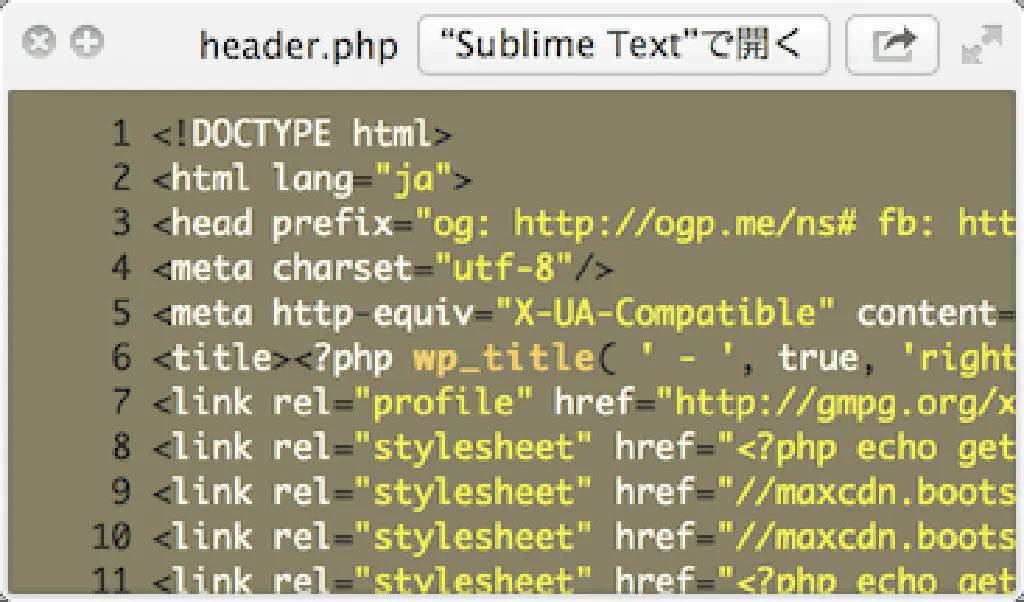 header.php “Sublime Text”で開く
1 <!DOCTYPE html>
2 <html lang="ja">
3 <head prefix="og: http://ogp.me/ns# fb: htt
4 <meta charset="utf-8"/>
5 <meta http-equiv="X-UA-Compatible" content=
6 <title><?php wp_title( ' - ', true, 'right
7 <link rel="profile" href="http://gmpg.org/x
8 <link rel="stylesheet" href="<?php echo get
9 <link rel="stylesheet" href="//maxcdn.boots
10 <link rel="stylesheet" href="//maxcdn.boots
11 <link rel="stylesheet" href="<?php echo get